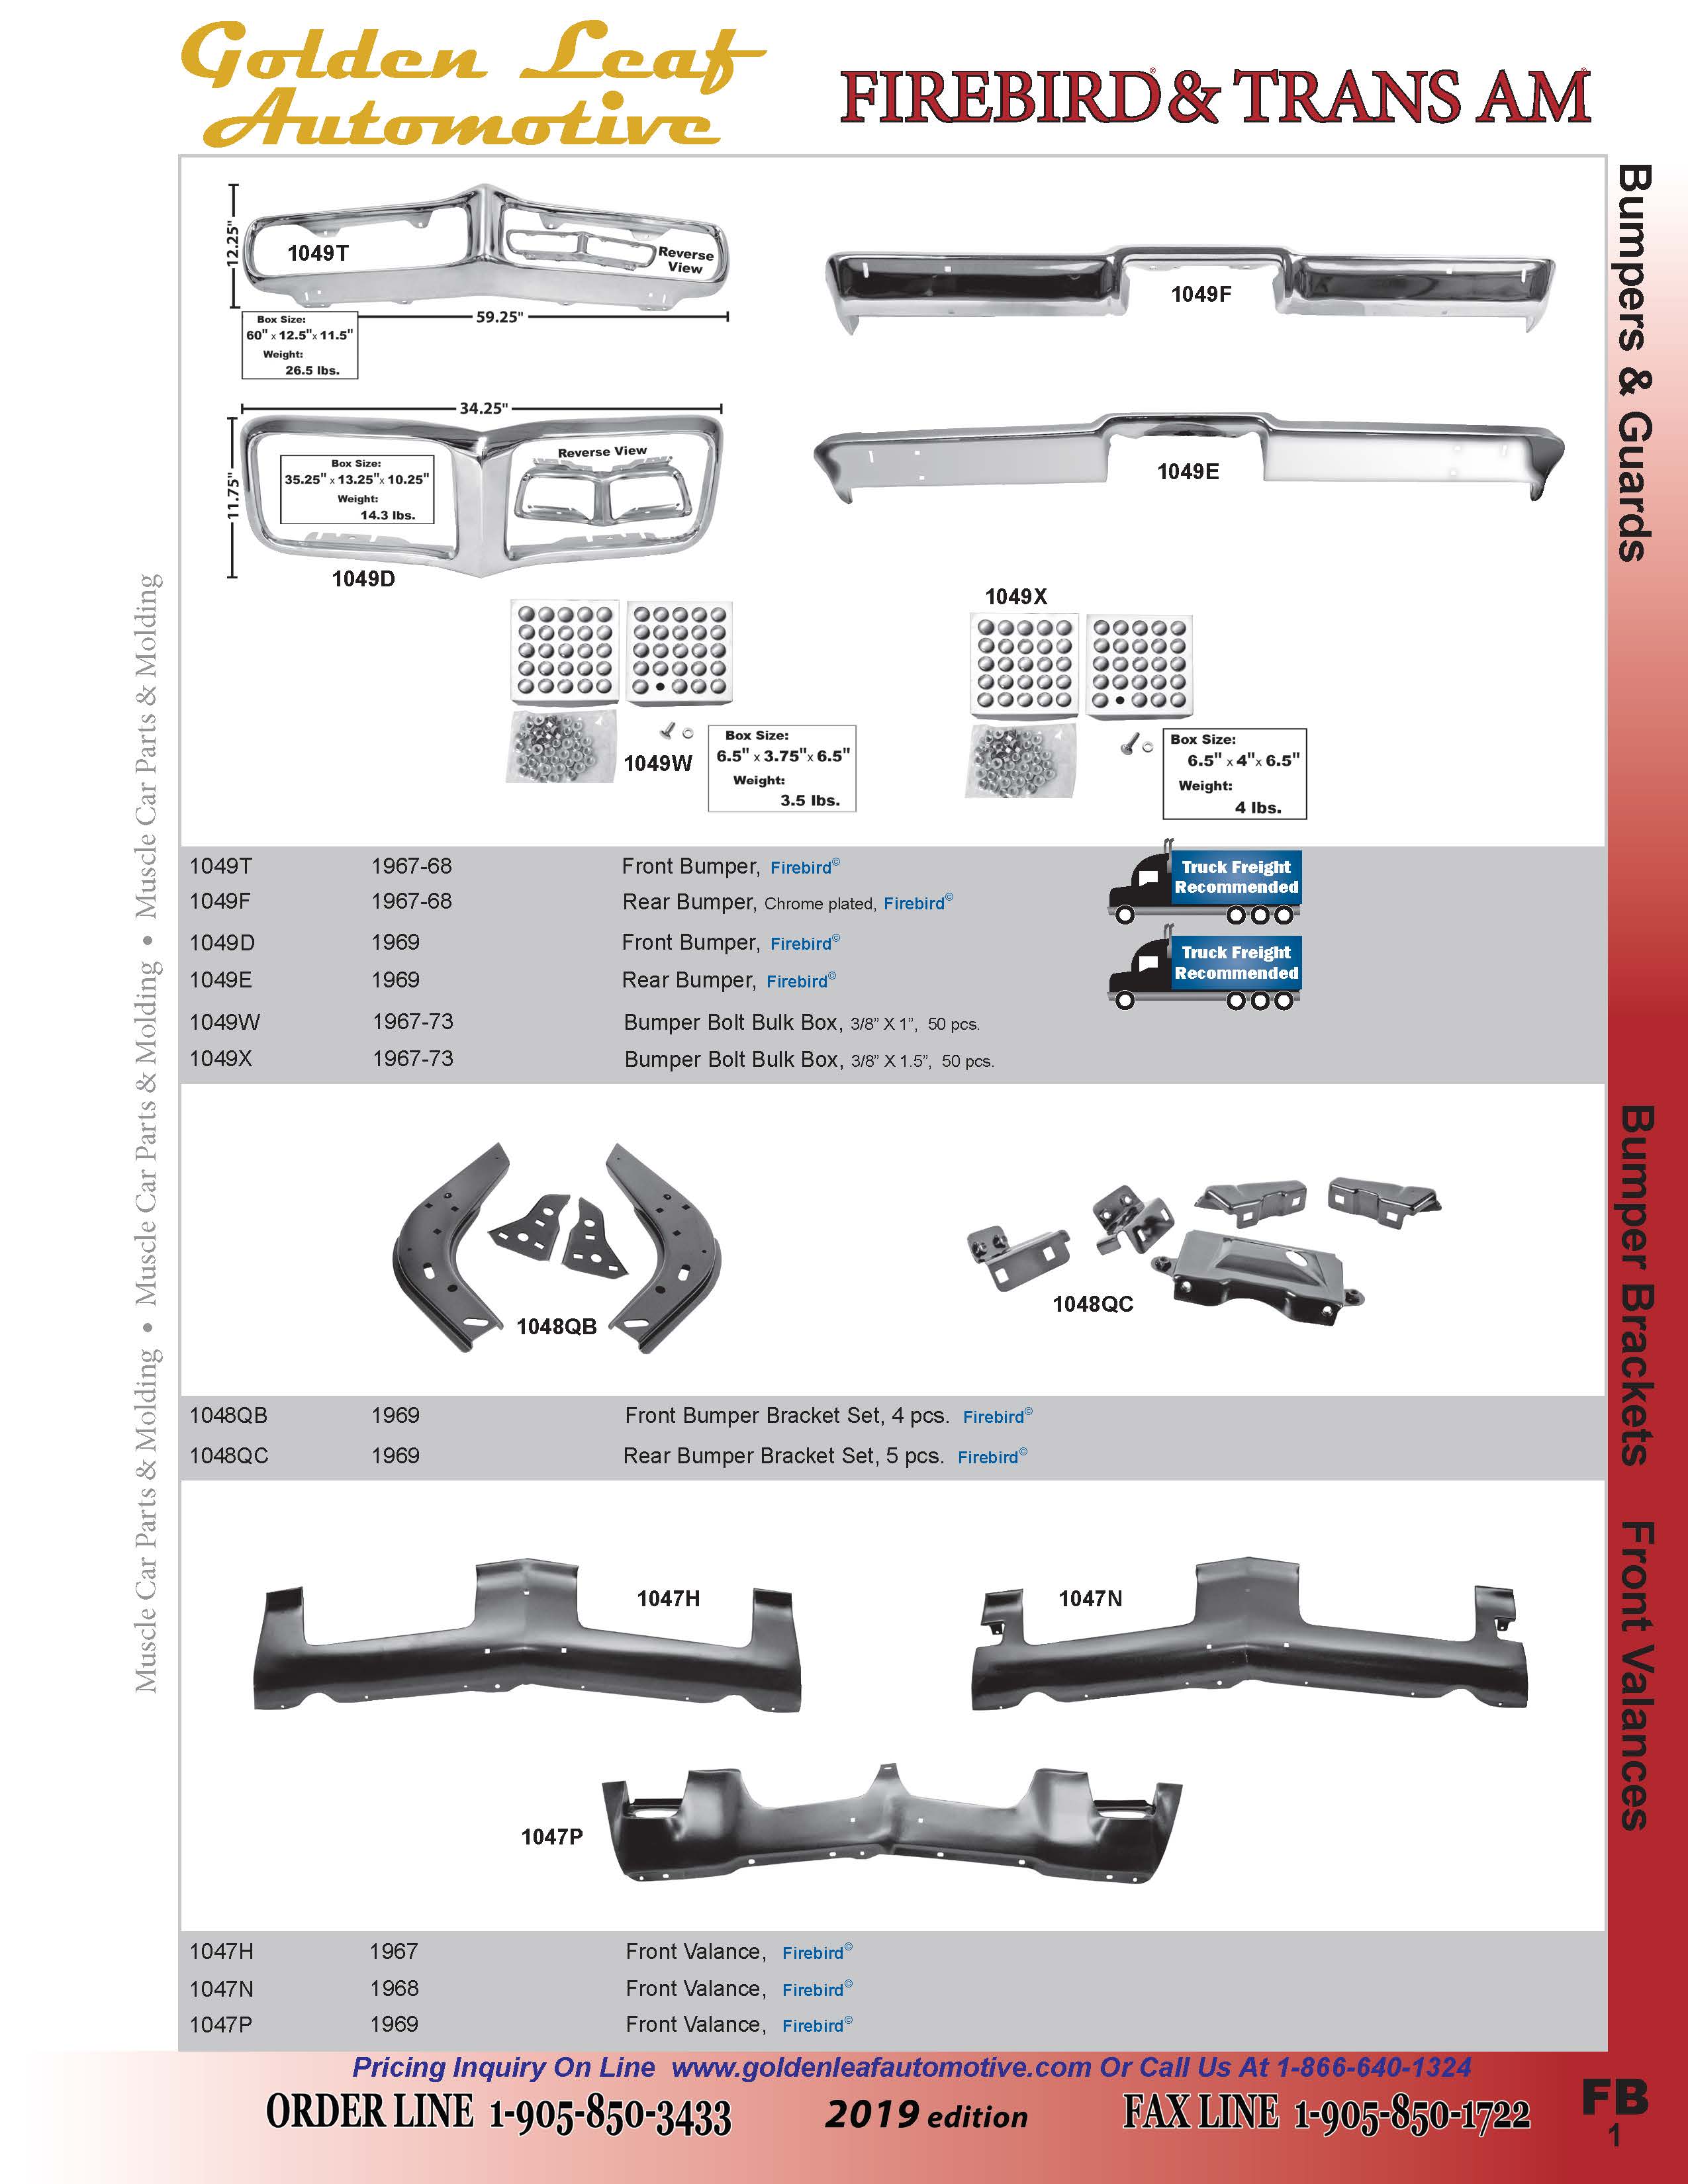 Golden Leaf
Automotive
FIREBIRD® & TRANS AM®
Bumpers & Guards
12.25"
1049T
Reverse
View
59.25"
Box Size:
60" x 12.5"x 11.5"
Weight:
26.5 lbs.
1049F
34.25"
11.75"
Box Size:
35.25" x 13.25"x 10.25"
Weight:
14.3 lbs.
Reverse View
1049D
1049E
1049W
Box Size:
6.5" x 3.75"x 6.5"
Weight:
3.5 lbs.
1049X
Box Size:
6.5" x 4"x 6.5"
Weight:
4 lbs.
1049T 1967-68 Front Bumper, Firebird©
1049F 1967-68 Rear Bumper, Chrome plated, Firebird©
Truck Freight
Recommended
1049D 1969 Front Bumper, Firebird©
1049E 1969 Rear Bumper, Firebird©
Truck Freight
Recommended
1049W 1967-73 Bumper Bolt Bulk Box, 3/8” X 1”, 50 pcs.
1049X 1967-73 Bumper Bolt Bulk Box, 3/8” X 1.5”, 50 pcs.
Bumper Brackets
1048QB
1048QC
1048QB 1969 Front Bumper Bracket Set, 4 pcs. Firebird©
1048QC 1969 Rear Bumper Bracket Set, 5 pcs. Firebird©
Front Valances
1047H
1047N
1047P
1047H 1967 Front Valance, Firebird©
1047N 1968 Front Valance, Firebird©
1047P 1969 Front Valance, Firebird©
Muscle Car Parts & Molding • Muscle Car Parts & Molding • Muscle Car Parts & Molding
Pricing Inquiry On Line www.goldenleafautomotive.com Or Call Us At 1-866-640-1324
ORDER LINE 1-905-850-3433 2019 edition FAX LINE 1-905-850-1722
FB
1